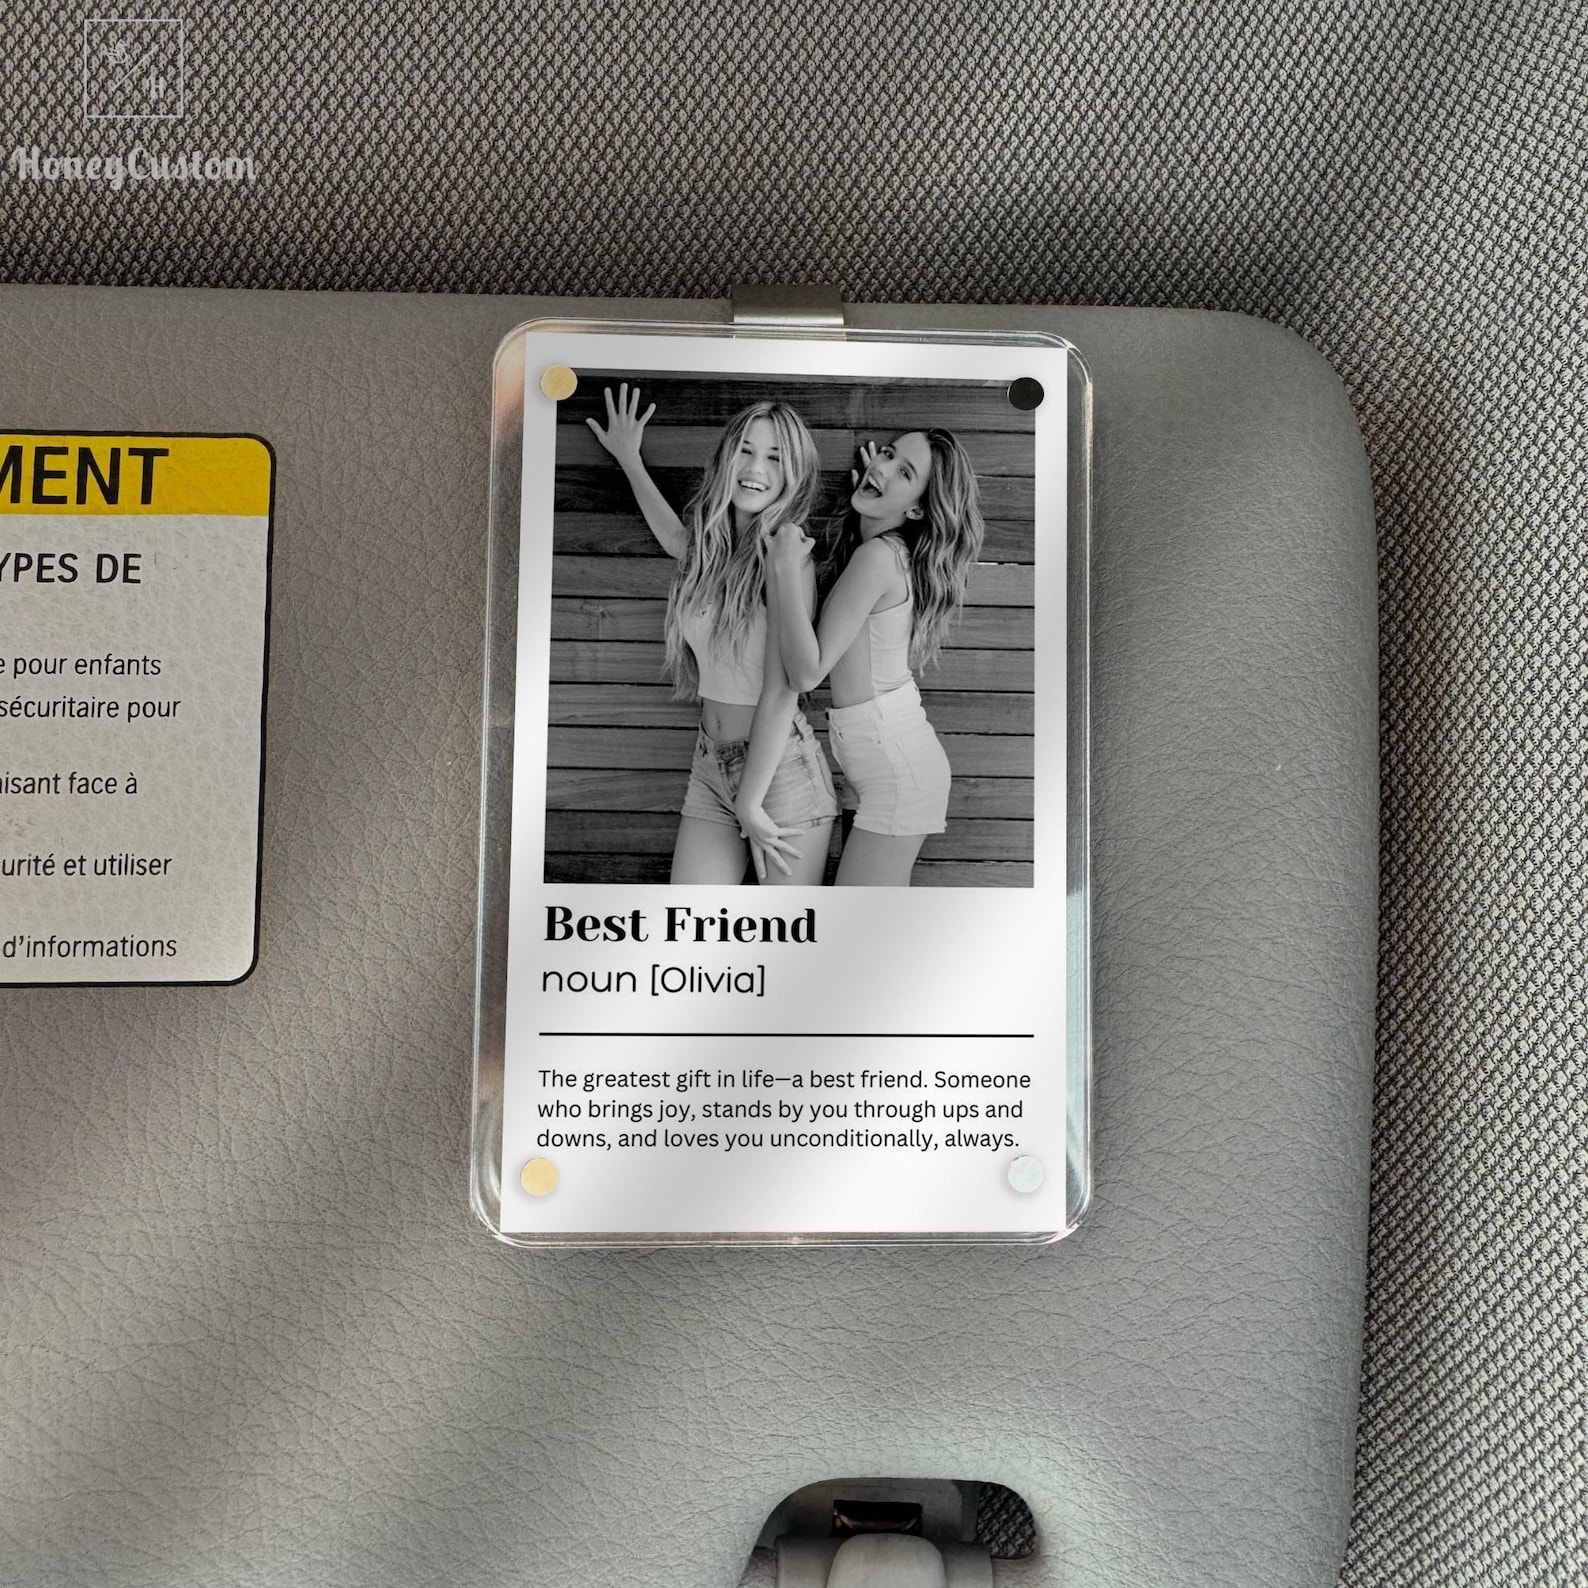 H
HoneyCustom
MENT
YPES DE
e pour enfants
sécuritaire pour
aisant face à
urité et utiliser
d'informations
Best Friend
noun [Olivia]
The greatest gift in life—a best friend. Someone
who brings joy, stands by you through ups and
downs, and loves you unconditionally, always.